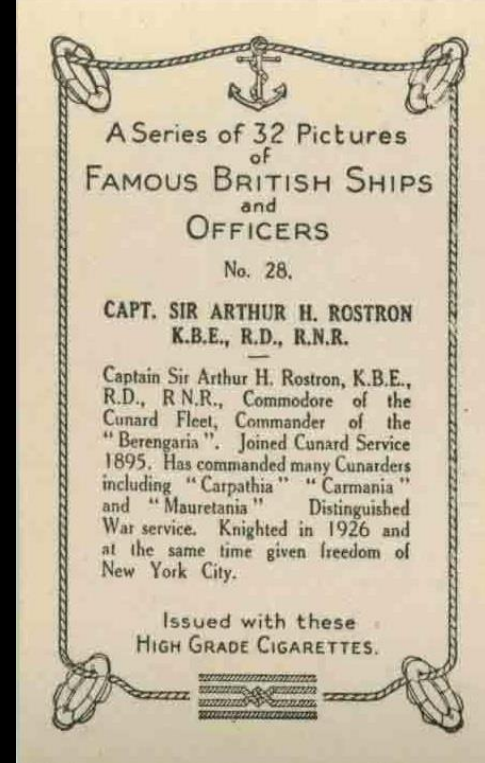 A Series of 32 Pictures
of
FAMOUS BRITISH SHIPS
and
OFFICERS
No. 28.
CAPT. SIR ARTHUR H. ROSTRON
K.B.E., R.D., R.N.R.
Captain Sir Arthur H. Rostron, K.B.E.,
R.D., R N.R., Commodore of the
Cunard Fleet, Commander of the
"Berengaria". Joined Cunard Service
1895. Has commanded many Cunarders
including "Carpathia" "Carmania"
and "Mauretania" Distinguished
War service. Knighted in 1926 and
at the same time given freedom of
New York City.
Issued with these
HIGH GRADE CIGARETTES.